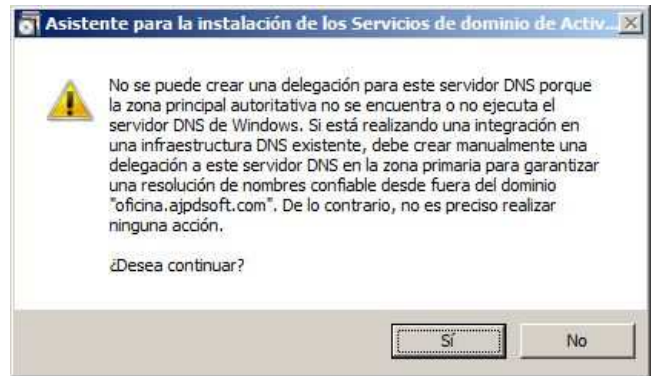 Asistente para la instalación de los Servicios de dominio de Activ...
No se puede crear una delegación para este servidor DNS porque
la zona principal autoritativa no se encuentra o no ejecuta el
servidor DNS de Windows. Si está realizando una integración en
una infraestructura DNS existente, debe crear manualmente una
delegación a este servidor DNS en la zona primaria para garantizar
una resolución de nombres confiable desde fuera del dominio
"oficina.ajpdsoft.com". De lo contrario, no es preciso realizar
ninguna acción.
¿Desea continuar?
Sí
No